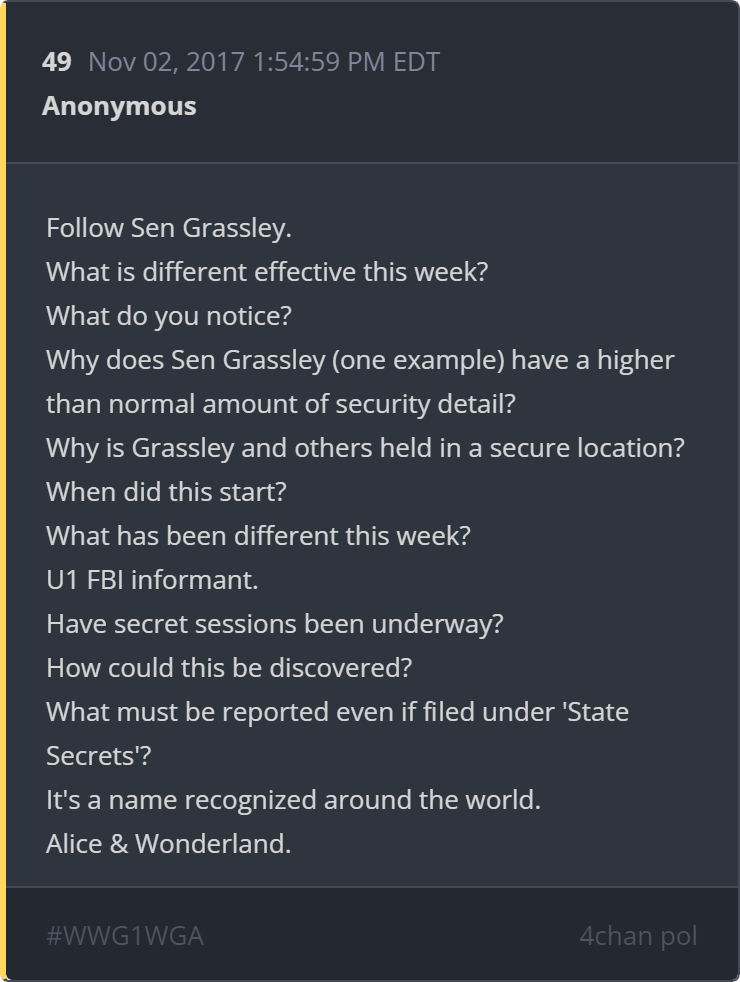 49 Nov 02, 2017 1:54:59 PM EDT
Anonymous
Follow Sen Grassley.
What is different effective this week?
What do you notice?
Why does Sen Grassley (one example) have a higher
than normal amount of security detail?
Why is Grassley and others held in a secure location?
When did this start?
What has been different this week?
U1 FBI informant.
Have secret sessions been underway?
How could this be discovered?
What must be reported even if filed under 'State
Secrets'?
It's a name recognized around the world.
Alice & Wonderland.
#WWG1WGA 4chan pol